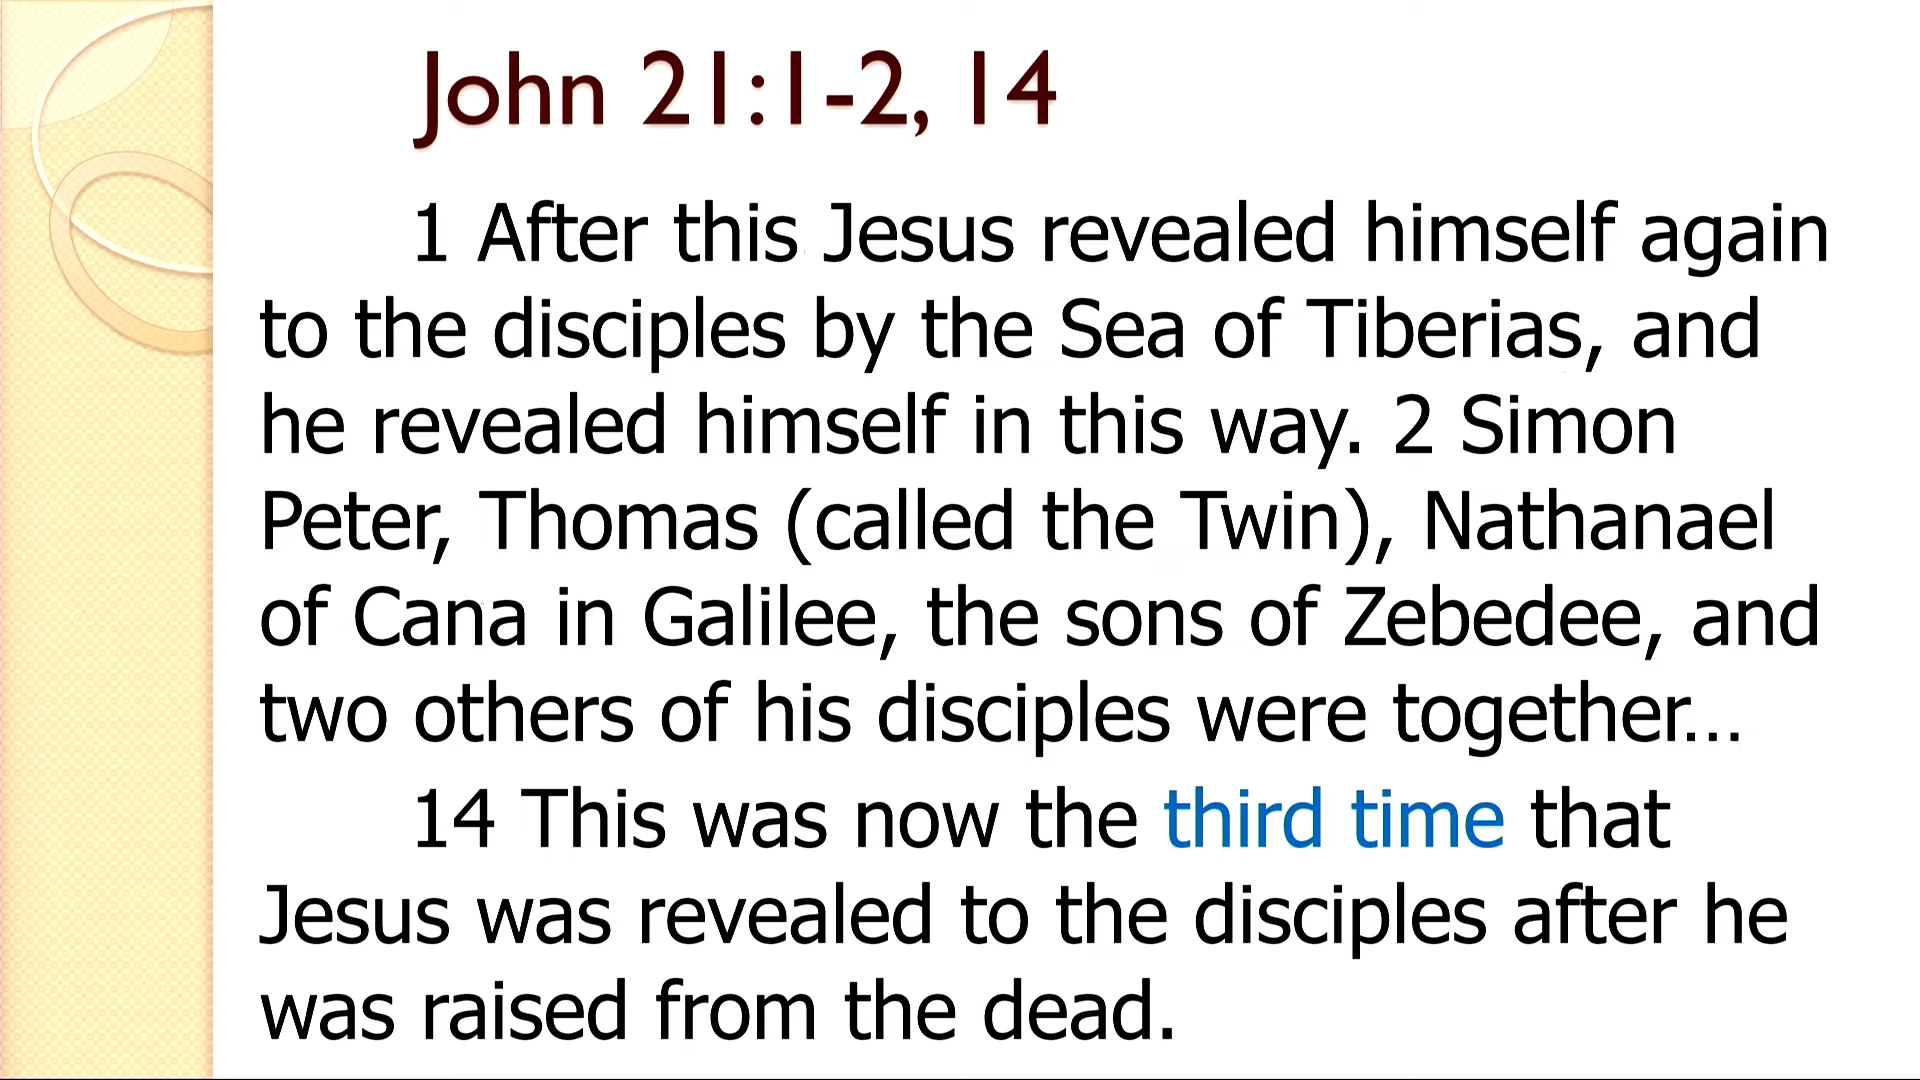 John 21:1-2, 14
1 After this Jesus revealed himself again
to the disciples by the Sea of Tiberias, and
he revealed himself in this way. 2 Simon
Peter, Thomas (called the Twin), Nathanael
of Cana in Galilee, the sons of Zebedee, and
two others of his disciples were together…
14 This was now the third time that
Jesus was revealed to the disciples after he
was raised from the dead.